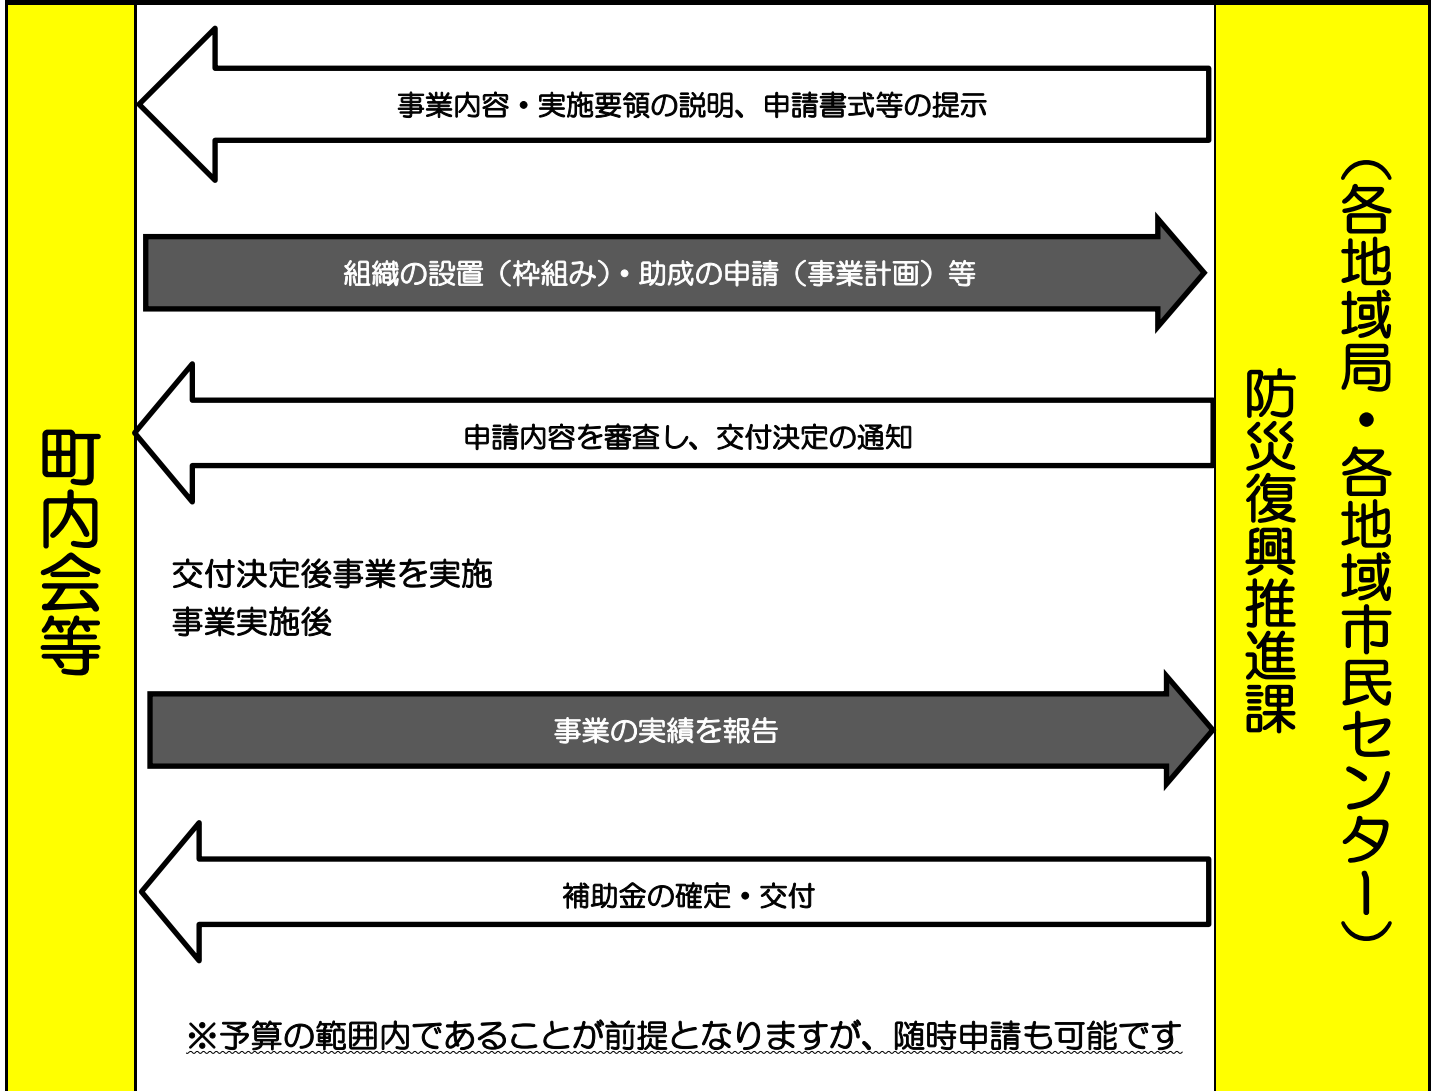 町内会等
事業内容・実施要領の説明、申請書式等の提示
組織の設置（枠組み）・助成の申請（事業計画）等
申請内容を審査し、交付決定の通知
交付決定後事業を実施
事業実施後
事業の実績を報告
補助金の確定・交付
※予算の範囲内であることが前提となりますが、随時申請も可能です
（各地域局・各地域市民センター）
防災復興推進課